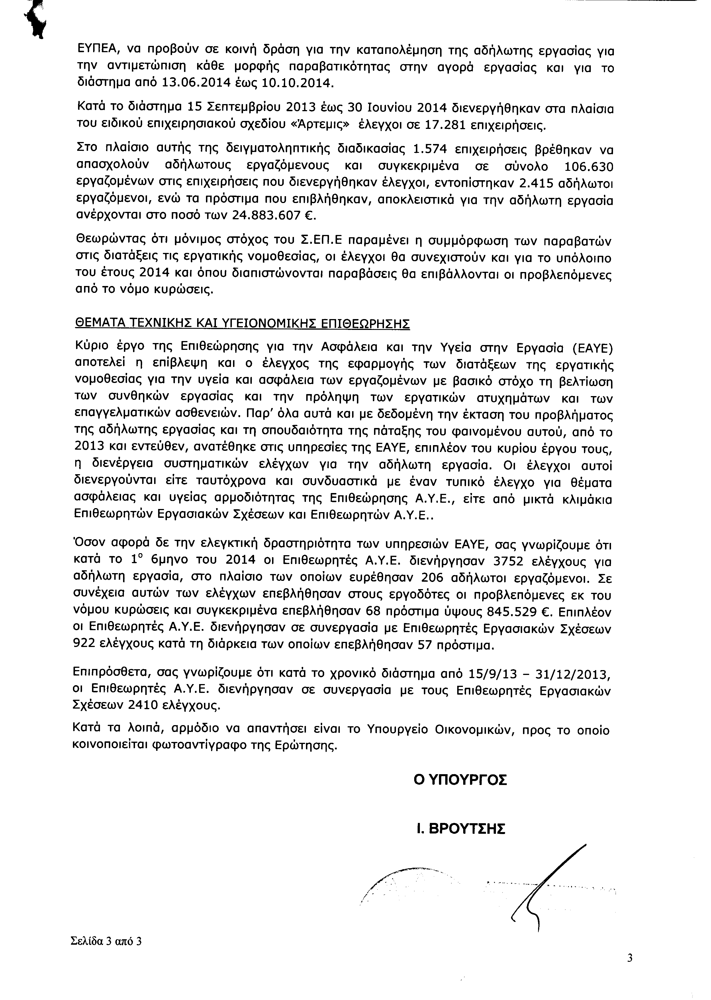 ΕΥΠΕΑ, να προβούν σε κοινή δράση για την καταπολέμηση της αδήλωτης εργασίας για
την αντιμετώπιση κάθε μορφής παραβατικότητας στην αγορά εργασίας και για το
διάστημα από 13.06.2014 έως 10.10.2014.
Κατά το διάστημα 15 Σεπτεμβρίου 2013 έως 30 Ιουνίου 2014 διενεργήθηκαν στα πλαίσια
του ειδικού επιχειρησιακού σχεδίου «Άρτεμις» έλεγχοι σε 17.281 επιχειρήσεις.
Στο πλαίσιο αυτής της δειγματοληπτικής διαδικασίας 1.574 επιχειρήσεις βρέθηκαν να
απασχολούν αδήλωτους εργαζόμενους και συγκεκριμένα σε σύνολο 106.630
εργαζομένων στις επιχειρήσεις που διενεργήθηκαν έλεγχοι, εντοπίστηκαν 2.415 αδήλωτοι
εργαζόμενοι, ενώ τα πρόστιμα που επιβλήθηκαν, αποκλειστικά για την αδήλωτη εργασία
ανέρχονται στο ποσό των 24.883.607 €.
Θεωρώντας ότι μόνιμος στόχος του Σ.ΕΠ.Ε παραμένει η συμμόρφωση των παραβατών
στις διατάξεις τις εργατικής νομοθεσίας, οι έλεγχοι θα συνεχιστούν και για το υπόλοιπο
του έτους 2014 και όπου διαπιστώνονται παραβάσεις θα επιβάλλονται οι προβλεπόμενες
από το νόμο κυρώσεις.
ΘΕΜΑΤΑ ΤΕΧΝΙΚΗΣ ΚΑΙ ΥΓΕΙΟΝΟΜΙΚΗΣ ΕΠΙΘΕΩΡΗΣΗΣ
Κύριο έργο της Επιθεώρησης για την Ασφάλεια και την Υγεία στην Εργασία (ΕΑΥΕ)
αποτελεί η επίβλεψη και ο έλεγχος της εφαρμογής των διατάξεων της εργατικής
νομοθεσίας για την υγεία και ασφάλεια των εργαζομένων με βασικό στόχο τη βελτίωση
των συνθηκών εργασίας και την πρόληψη των εργατικών ατυχημάτων και των
επαγγελματικών ασθενειών. Παρ' όλα αυτά και με δεδομένη την έκταση του προβλήματος
της αδήλωτης εργασίας και τη σπουδαιότητα της πάταξης του φαινομένου αυτού, από το
2013 και εντεύθεν, ανατέθηκε στις υπηρεσίες της ΕΑΥΕ, επιπλέον του κυρίου έργου τους,
η διενέργεια συστηματικών ελέγχων για την αδήλωτη εργασία. Οι έλεγχοι αυτοί
διενεργούνται είτε ταυτόχρονα και συνδυαστικά με έναν τυπικό έλεγχο για θέματα
ασφάλειας και υγείας αρμοδιότητας της Επιθεώρησης Α.Υ.Ε., είτε από μικτά κλιμάκια
Επιθεωρητών Εργασιακών Σχέσεων και Επιθεωρητών Α.Υ.Ε..
Όσον αφορά δε την ελεγκτική δραστηριότητα των υπηρεσιών ΕΑΥΕ, σας γνωρίζουμε ότι
κατά το 1ο 6μηνο του 2014 οι Επιθεωρητές Α.Υ.Ε. διενήργησαν 3752 ελέγχους για
αδήλωτη εργασία, στο πλαίσιο των οποίων ευρέθησαν 206 αδήλωτοι εργαζόμενοι. Σε
συνέχεια αυτών των ελέγχων επεβλήθησαν στους εργοδότες οι προβλεπόμενες εκ του
νόμου κυρώσεις και συγκεκριμένα επεβλήθησαν 68 πρόστιμα ύψους 845.529 €. Επιπλέον
οι Επιθεωρητές Α.Υ.Ε. διενήργησαν σε συνεργασία με Επιθεωρητές Εργασιακών Σχέσεων
922 ελέγχους κατά τη διάρκεια των οποίων επεβλήθησαν 57 πρόστιμα.
Επιπρόσθετα, σας γνωρίζουμε ότι κατά το χρονικό διάστημα από 15/9/13 – 31/12/2013,
οι Επιθεωρητές Α.Υ.Ε. διενήργησαν σε συνεργασία με τους Επιθεωρητές Εργασιακών
Σχέσεων 2410 ελέγχους.
Κατά τα λοιπά, αρμόδιο να απαντήσει είναι το Υπουργείο Οικονομικών, προς το οποίο
κοινοποιείται φωτοαντίγραφο της Ερώτησης.
Ο ΥΠΟΥΡΓΟΣ
Ι. ΒΡΟΥΤΣΗΣ
Σελίδα 3 από 3
3